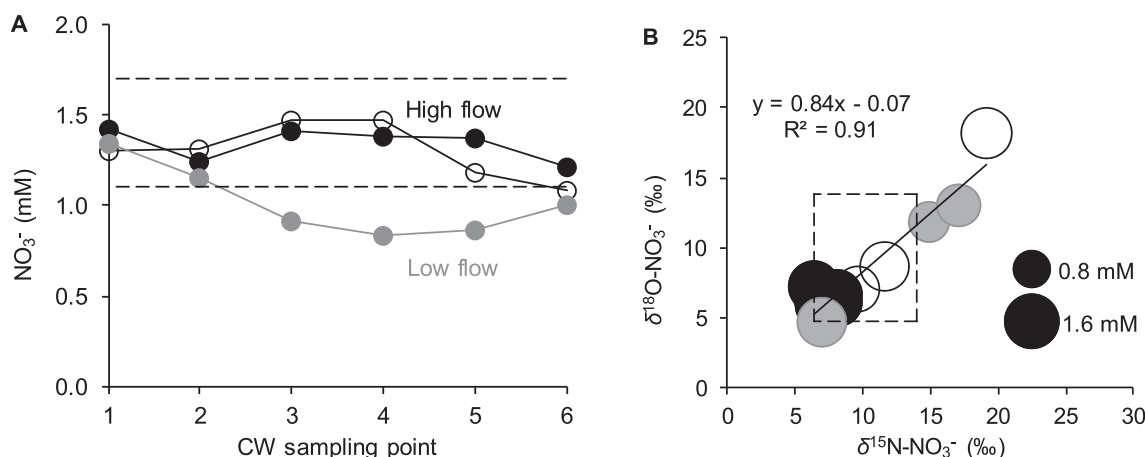 A
2.0
1.5
1.0
0.5
0.0
NO₃⁻ (mM)
High flow
Low flow
1 2 3 4 5 6
CW sampling point
B
25
20
15
10
5
0
δ¹⁸O-NO₃⁻ (‰)
y = 0.84x - 0.07
R² = 0.91
0.8 mM
1.6 mM
0 5 10 15 20 25 30
δ¹⁵N-NO₃⁻ (‰)